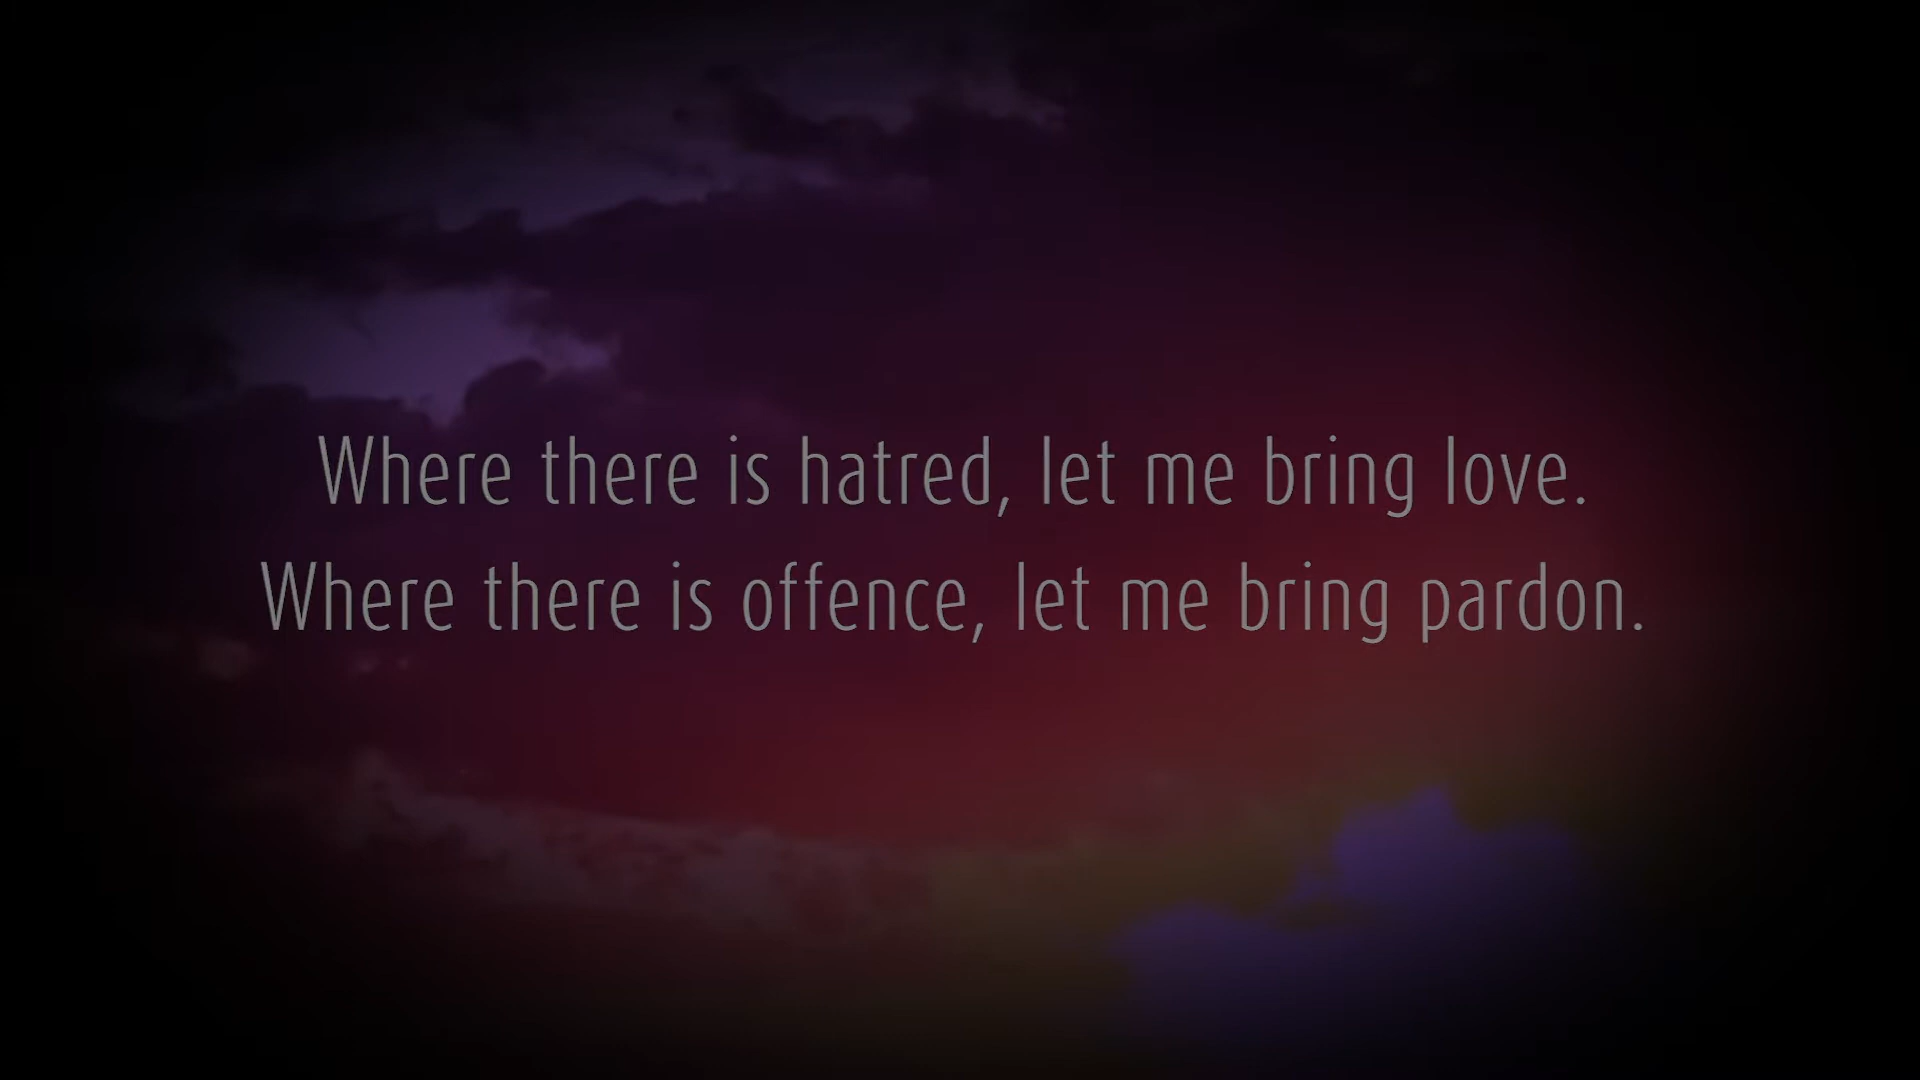 Where there is hatred, let me bring love.
Where there is offence, let me bring pardon.